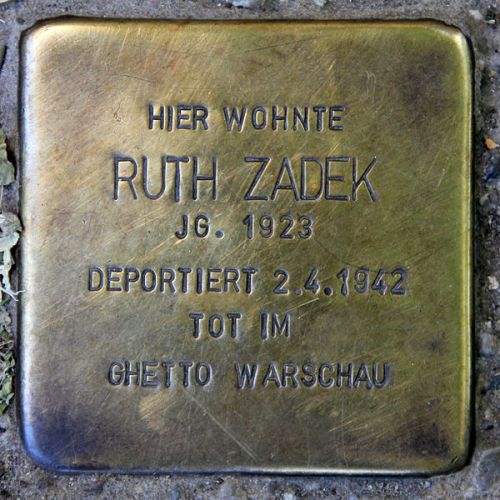 HIER WOHNTE
RUTH ZADEK
JG. 1923
DEPORTIERT 2.4.1942
TOT IM
GHETTO WARSCHAU